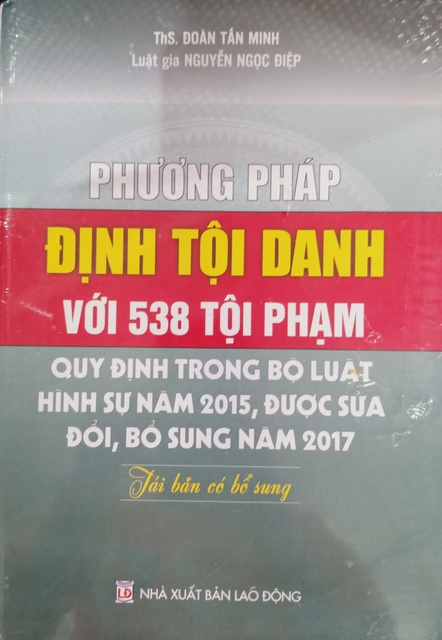 ThS. ĐOÀN TẤN MINH
Luật gia NGUYỄN NGỌC ĐIỆP
PHƯƠNG PHÁP
ĐỊNH TỘI DANH
VỚI 538 TỘI PHẠM
QUY ĐỊNH TRONG BỘ LUẬT
HÌNH SỰ NĂM 2015, ĐƯỢC SỬA
ĐỔI, BỔ SUNG NĂM 2017
Tái bản có bổ sung
LĐ
NHÀ XUẤT BẢN LAO ĐỘNG